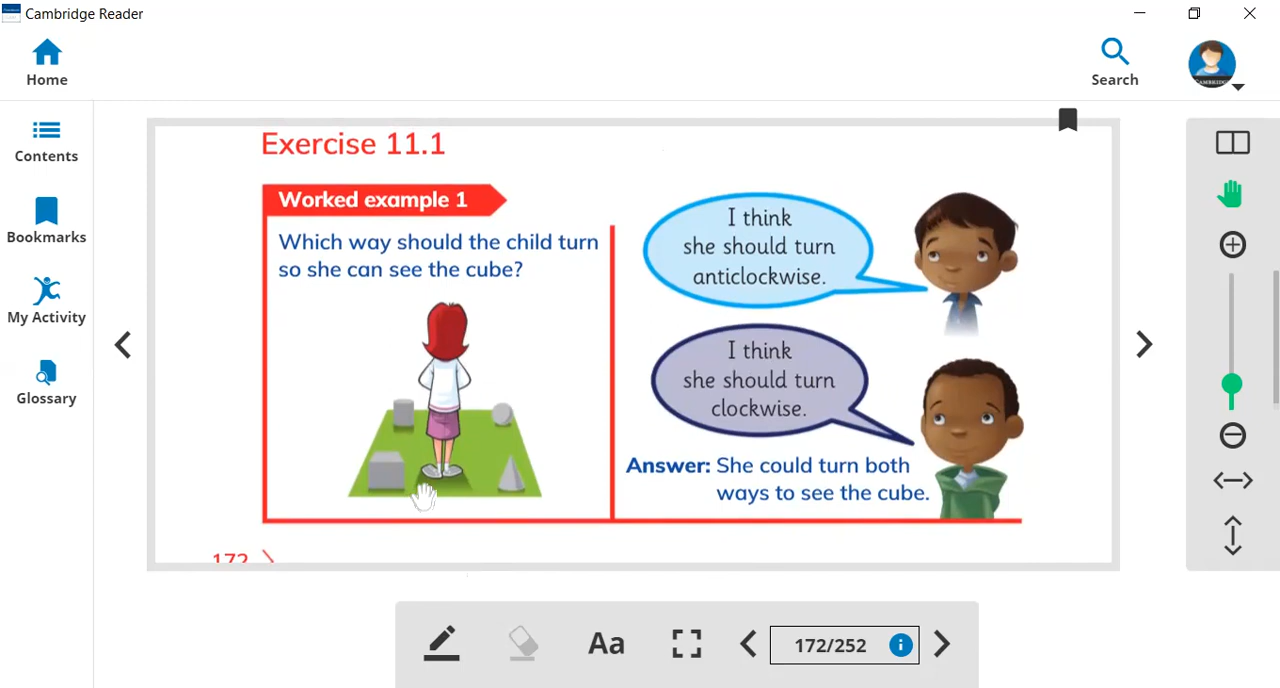 Cambridge Reader
Home
Search
Contents
Bookmarks
My Activity
Glossary
Exercise 11.1
Worked example 1
Which way should the child turn
so she can see the cube?
I think
she should turn
anticlockwise.
I think
she should turn
clockwise.
Answer: She could turn both
ways to see the cube.
172
Aa
172/252
i